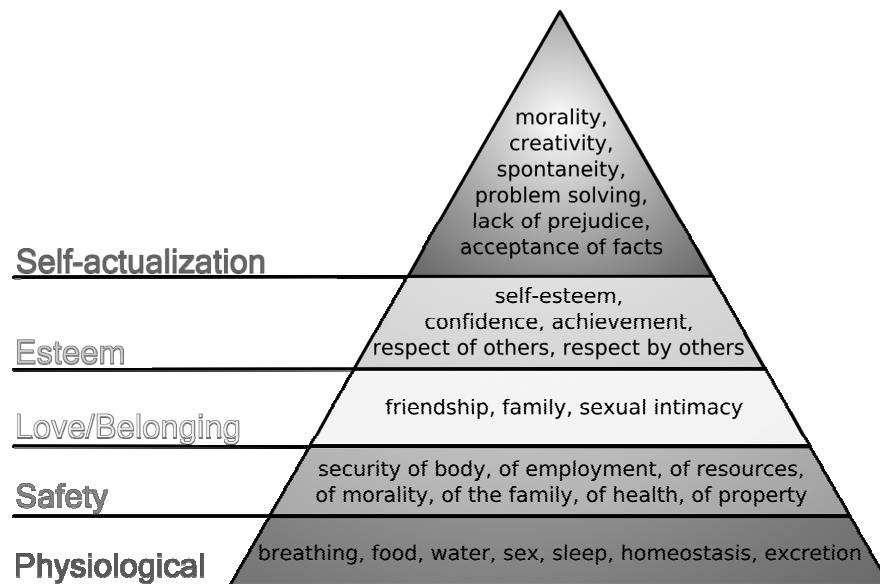 morality,
creativity,
spontaneity,
problem solving,
lack of prejudice,
acceptance of facts
Self-actualization
self-esteem,
confidence, achievement,
respect of others, respect by others
Esteem
friendship, family, sexual intimacy
Love/Belonging
security of body, of employment, of resources,
of morality, of the family, of health, of property
Safety
breathing, food, water, sex, sleep, homeostasis, excretion
Physiological